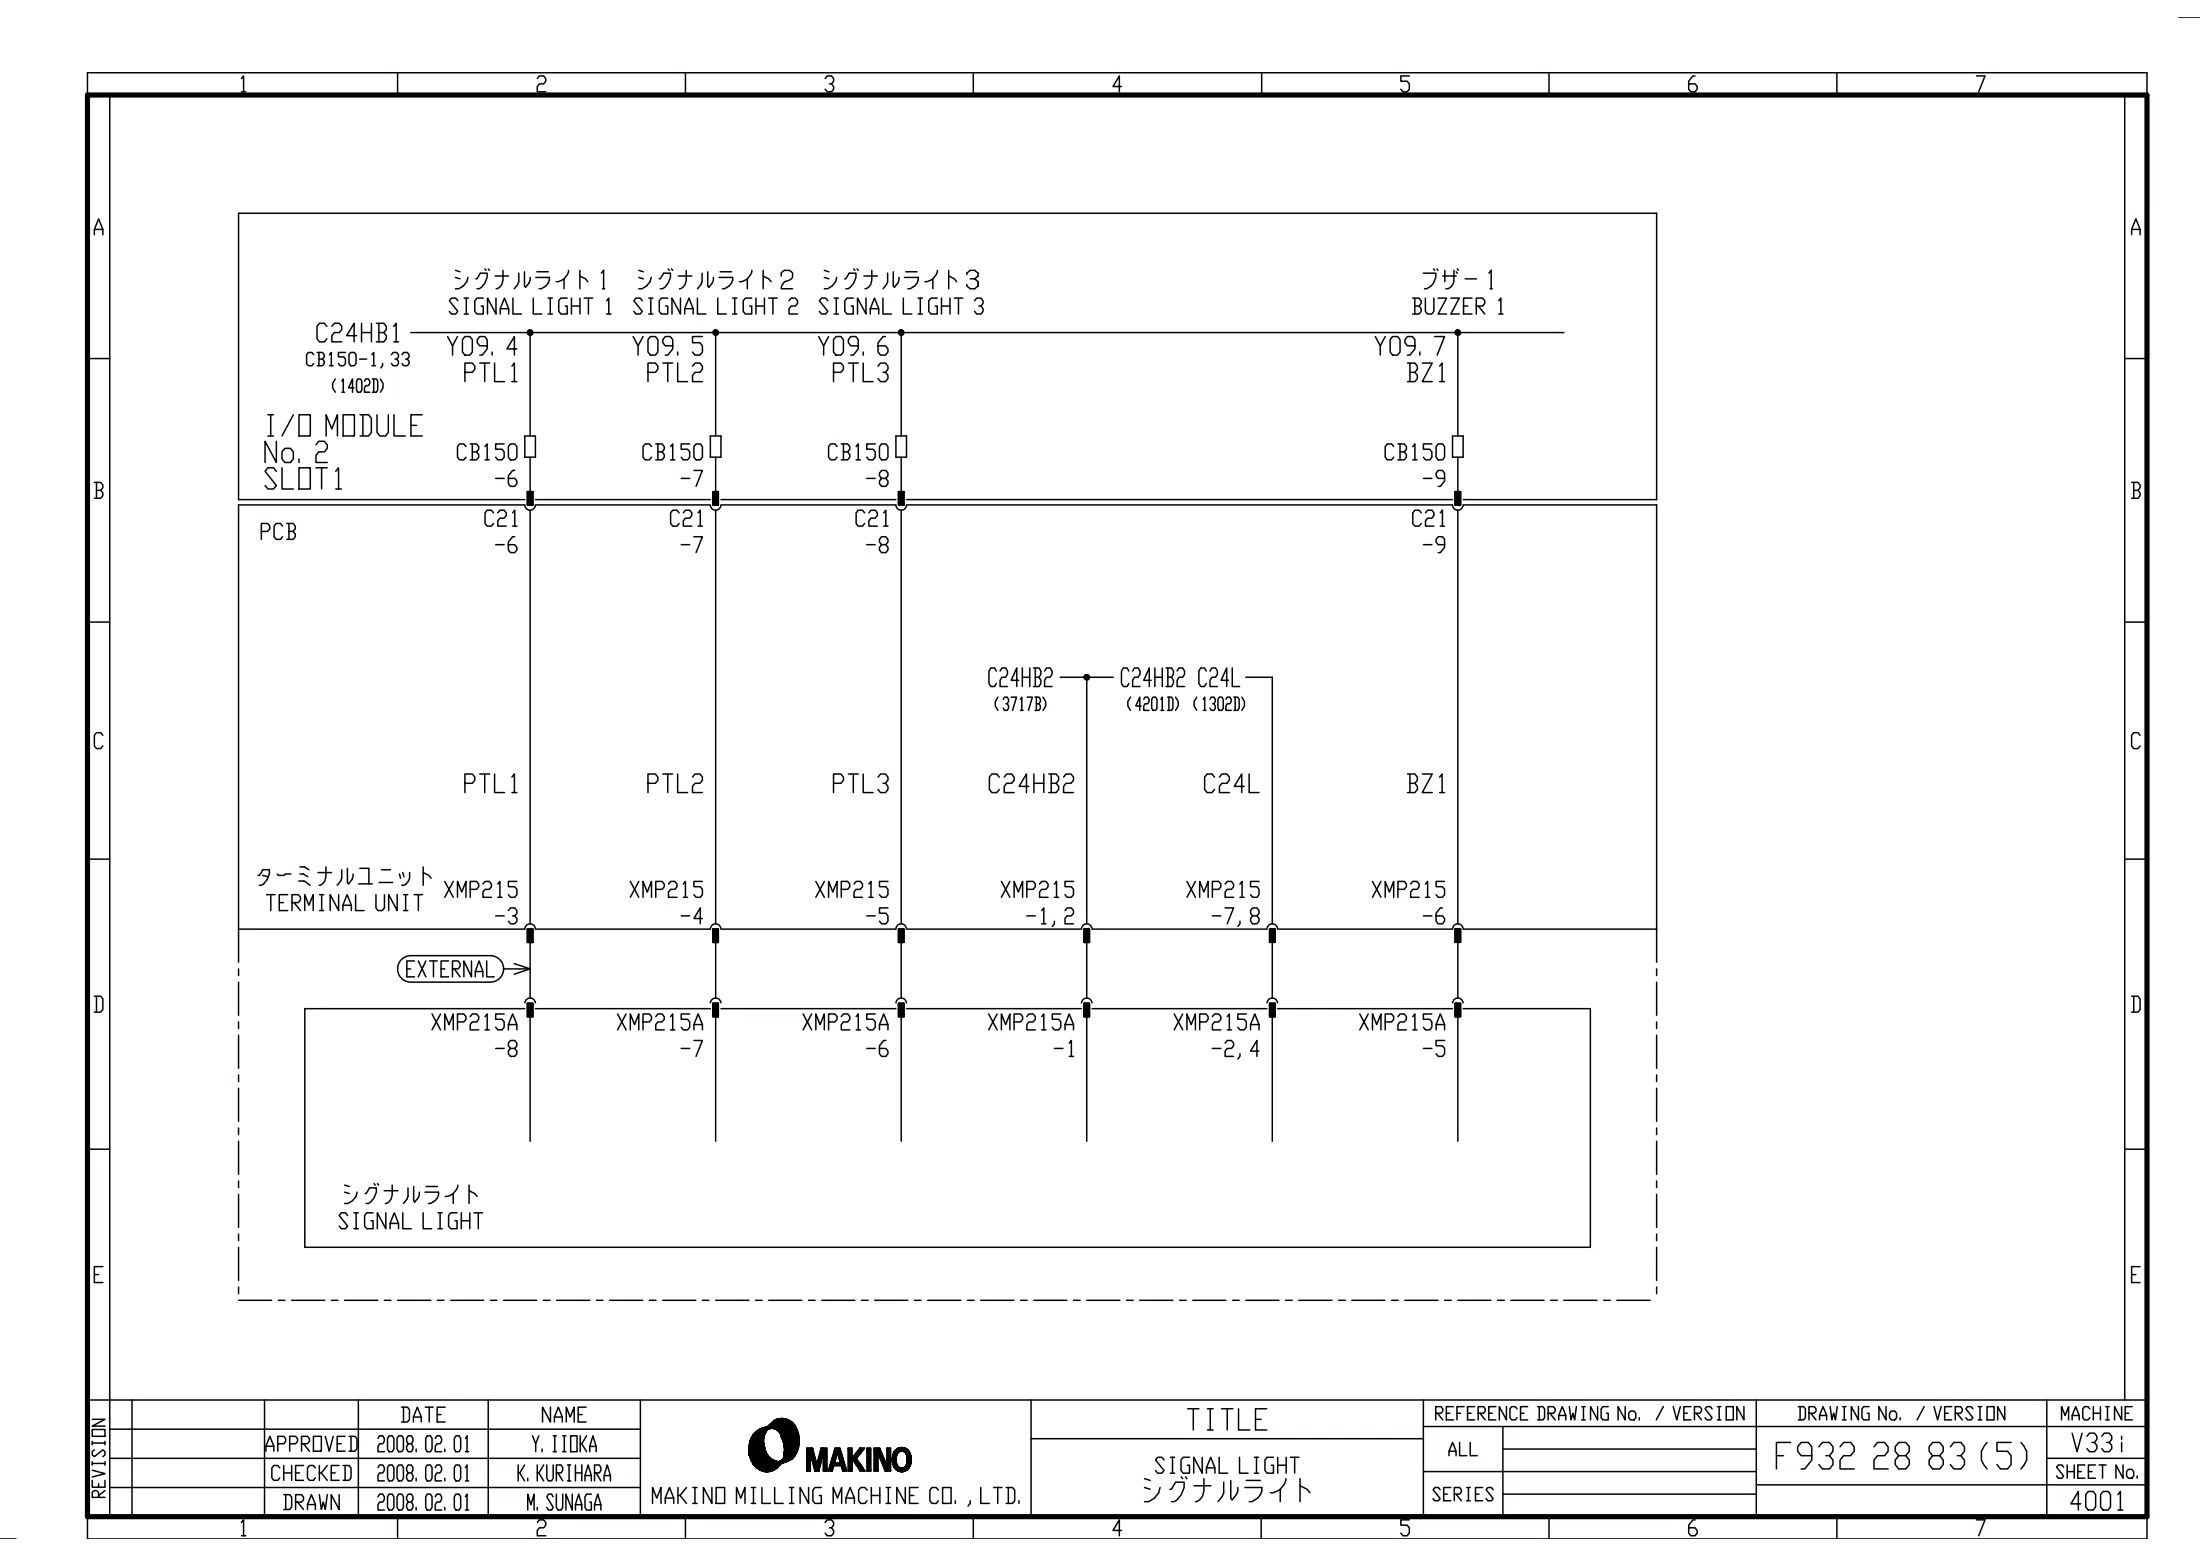 1 2 3 4 5 6 7
A A
シグナルライト1 シグナルライト2 シグナルライト3 ブザー1
SIGNAL LIGHT 1 SIGNAL LIGHT 2 SIGNAL LIGHT 3 BUZZER 1
C24HB1
CB150-1,33
(1402D)
Y09.4 Y09.5 Y09.6 Y09.7
PTL1 PTL2 PTL3 BZ1
I/O MODULE
No.2
SLOT1
CB150 CB150 CB150 CB150
-6 -7 -8 -9
B B
PCB
C21 C21 C21 C21
-6 -7 -8 -9
C24HB2 C24HB2 C24L
(3717B) (4201D) (1302D)
C C
PTL1 PTL2 PTL3 C24HB2 C24L BZ1
ターミナルユニット
TERMINAL UNIT
XMP215 XMP215 XMP215 XMP215 XMP215 XMP215
-3 -4 -5 -1,2 -7,8 -6
EXTERNAL
D D
XMP215A XMP215A XMP215A XMP215A XMP215A XMP215A
-8 -7 -6 -1 -2,4 -5
シグナルライト
SIGNAL LIGHT
E E
REVISION
DATE NAME
APPROVED 2008.02.01 Y.IIOKA
CHECKED 2008.02.01 K.KURIHARA
DRAWN 2008.02.01 M.SUNAGA
MAKINO
MAKINO MILLING MACHINE CO.,LTD.
TITLE
SIGNAL LIGHT
シグナルライト
REFERENCE DRAWING No. / VERSION
ALL
SERIES
DRAWING No. / VERSION
F932 28 83(5)
MACHINE
V33i
SHEET No.
4001
1 2 3 4 5 6 7